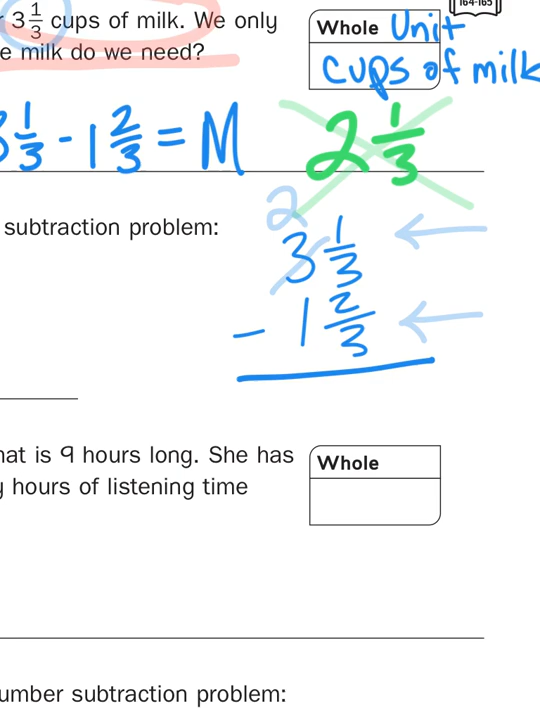 3 1/3 cups of milk. We only
164-165
Whole Unit
e milk do we need?
cups of milk
3 1/3 - 1 2/3 = M
2 1/3
subtraction problem:
2
3 1/3
- 1 2/3
hat is 9 hours long. She has
Whole
y hours of listening time
umber subtraction problem: